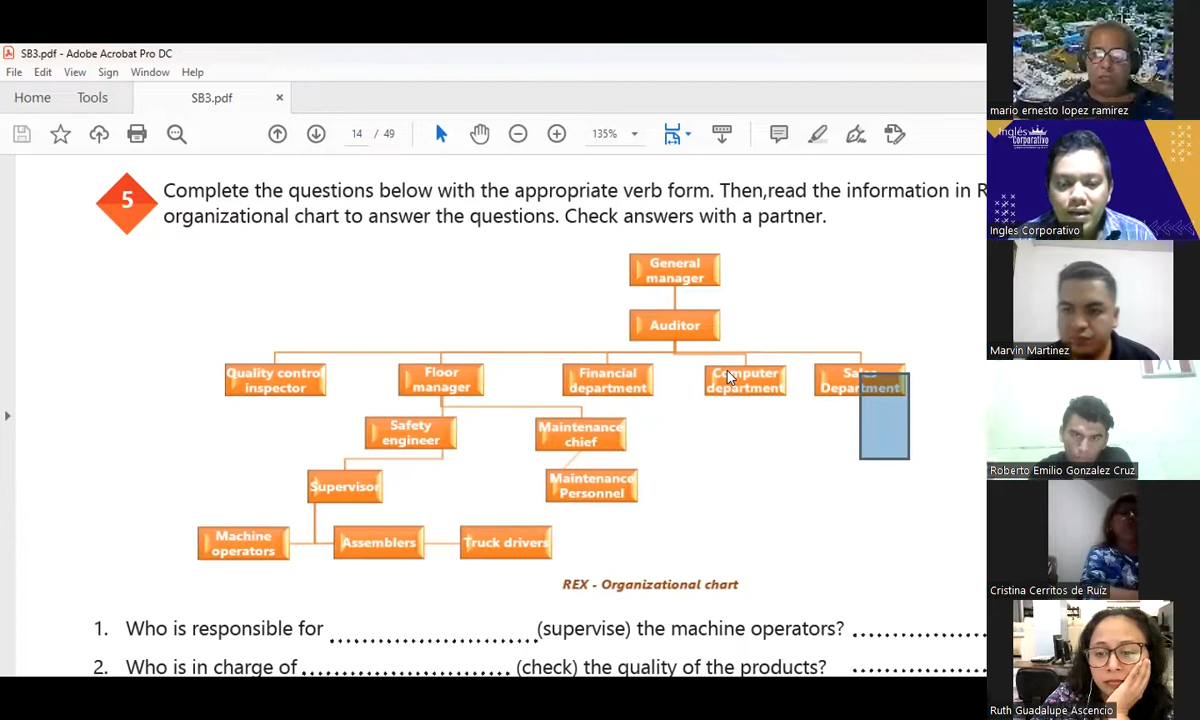 SB3.pdf - Adobe Acrobat Pro DC
File Edit View Sign Window Help
Home Tools SB3.pdf ×
14 / 49 135%
5
Complete the questions below with the appropriate verb form. Then,read the information in R
organizational chart to answer the questions. Check answers with a partner.
General
manager
Auditor
Quality control
inspector
Floor
manager
Financial
department
Computer
department
Sales
Department
Safety
engineer
Maintenance
chief
Supervisor
Maintenance
Personnel
Machine
operators
Assemblers
Truck drivers
REX - Organizational chart
1. Who is responsible for ................................ (supervise) the machine operators? ..................
2. Who is in charge of ................................ (check) the quality of the products? ..................
mario ernesto lopez ramirez
Inglés
Corporativo
Ingles Corporativo
Marvin Martinez
Roberto Emilio Gonzalez Cruz
Cristina Cerritos de Ruíz
Ruth Guadalupe Ascencio